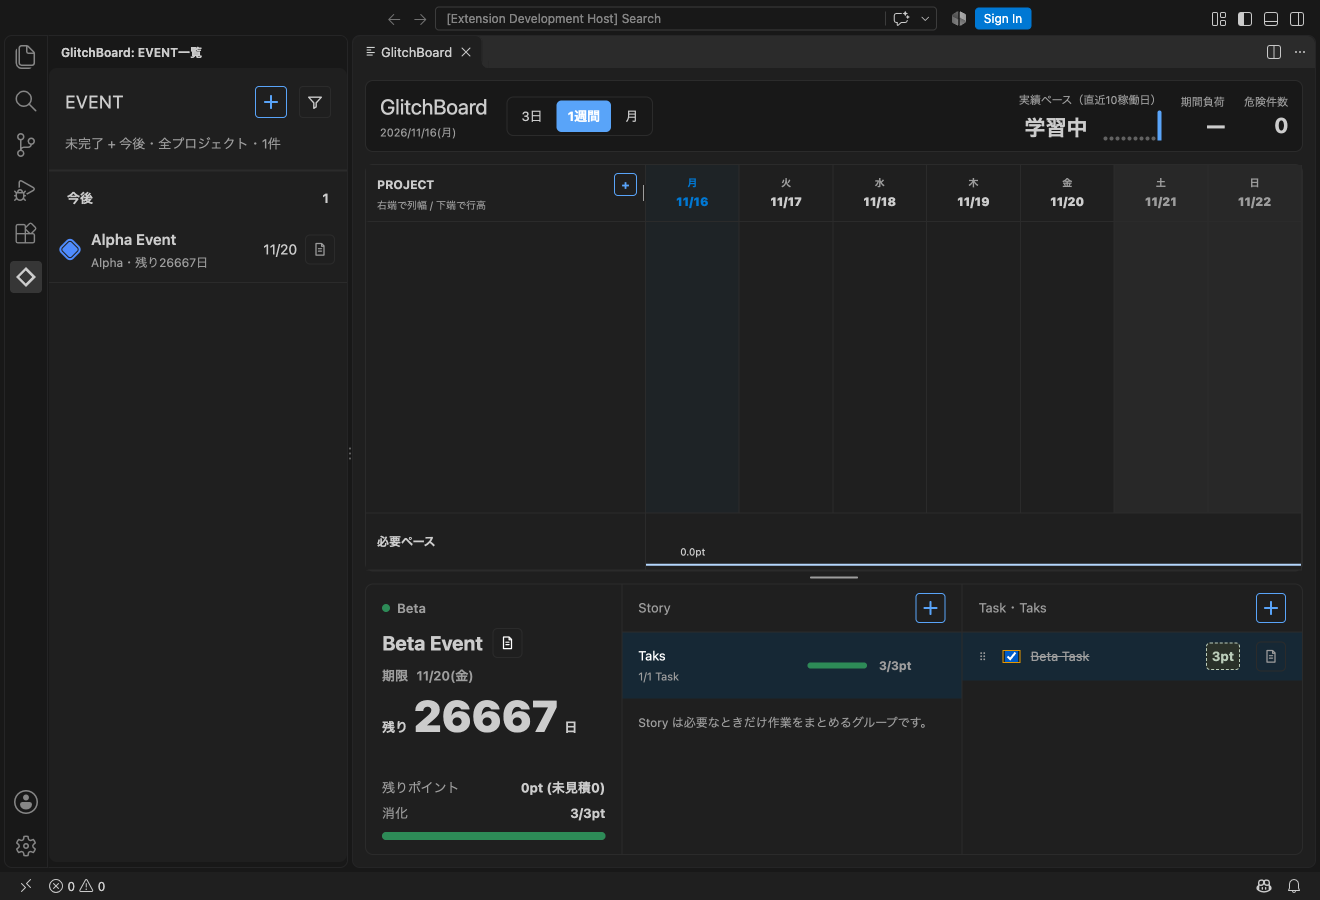 [Extension Development Host] Search
Sign In
GlitchBoard: EVENT一覧
GlitchBoard
EVENT
未完了 + 今後・全プロジェクト・1件
今後
1
Alpha Event
Alpha・残り26667日
11/20
GlitchBoard
2026/11/16(月)
3日
1週間
月
実績ペース（直近10稼働日）
学習中
期間負荷
—
危険件数
0
PROJECT
右端で列幅 / 下端で行高
月
11/16
火
11/17
水
11/18
木
11/19
金
11/20
土
11/21
日
11/22
必要ペース
0.0pt
Beta
Beta Event
期限 11/20(金)
残り 26667 日
残りポイント 0pt (未見積0)
消化 3/3pt
Story
Taks
1/1 Task
3/3pt
Story は必要なときだけ作業をまとめるグループです。
Task・Taks
Beta Task
3pt
0
0